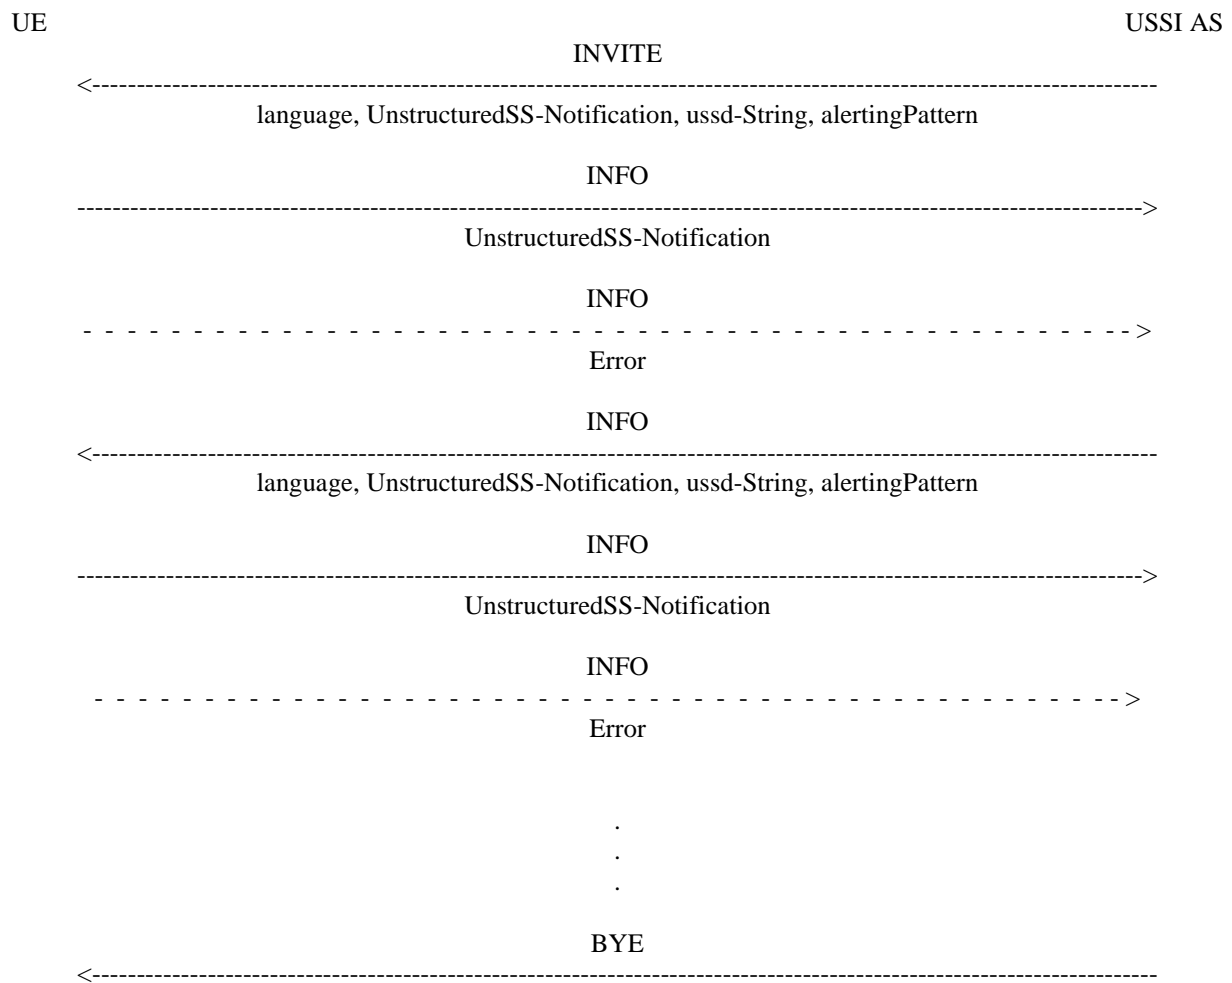 UE USSI AS
INVITE
<------------------------------------------------------------------------------------------------------------------------
language, UnstructuredSS-Notification, ussd-String, alertingPattern
INFO
------------------------------------------------------------------------------------------------------------------------>
UnstructuredSS-Notification
INFO
- - - - - - - - - - - - - - - - - - - - - - - - - - - - - - - - - - - - - - - - - - - - - - - ->
Error
INFO
<------------------------------------------------------------------------------------------------------------------------
language, UnstructuredSS-Notification, ussd-String, alertingPattern
INFO
------------------------------------------------------------------------------------------------------------------------>
UnstructuredSS-Notification
INFO
- - - - - - - - - - - - - - - - - - - - - - - - - - - - - - - - - - - - - - - - - - - - - - ->
Error
.
.
.
BYE
<------------------------------------------------------------------------------------------------------------------------